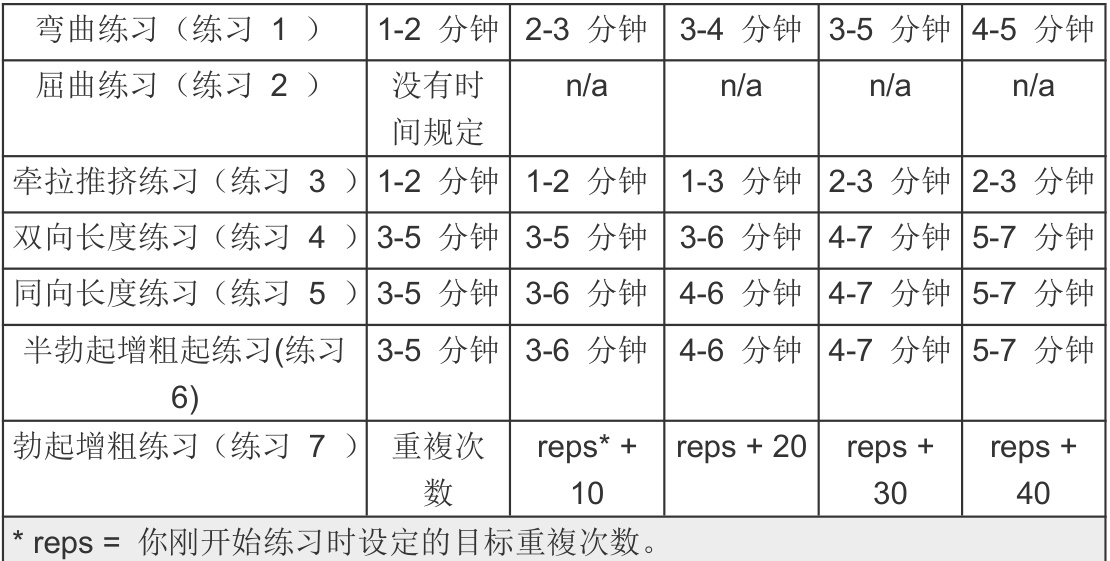 弯曲练习（练习 1 ） 1-2 分钟 2-3 分钟 3-4 分钟 3-5 分钟 4-5 分钟
屈曲练习（练习 2 ） 没有时 n/a n/a n/a n/a
间规定
牵拉推挤练习（练习 3 ） 1-2 分钟 1-2 分钟 1-3 分钟 2-3 分钟 2-3 分钟
双向长度练习（练习 4 ） 3-5 分钟 3-5 分钟 3-6 分钟 4-7 分钟 5-7 分钟
同向长度练习（练习 5 ） 3-5 分钟 3-6 分钟 4-6 分钟 4-7 分钟 5-7 分钟
半勃起增粗起练习(练习 3-5 分钟 3-6 分钟 4-6 分钟 4-7 分钟 5-7 分钟
6)
勃起增粗练习（练习 7 ） 重複次 reps* + reps + 20 reps + reps +
数 10 30 40
* reps = 你刚开始练习时设定的目标重複次数。